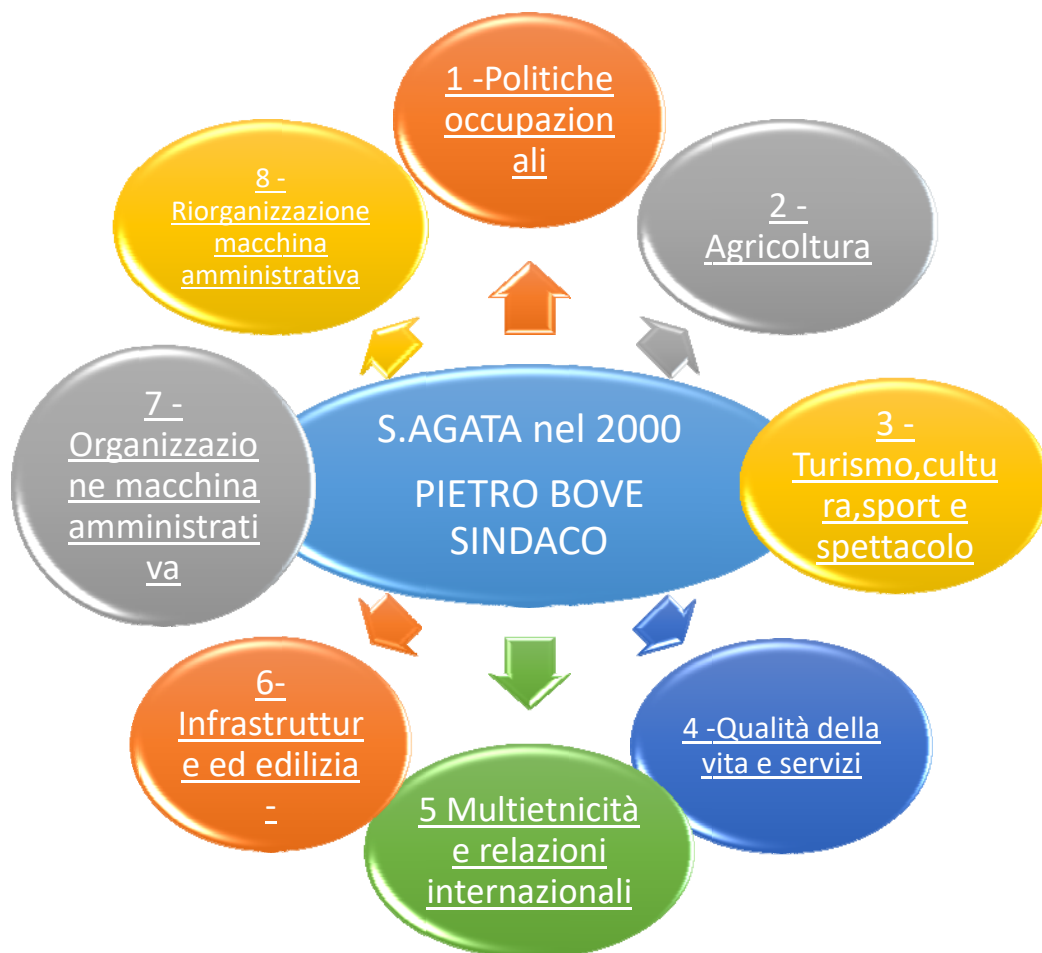 S.AGATA nel 2000
PIETRO BOVE
SINDACO
1 -Politiche
occupazion
ali
2 -
Agricoltura
3 -
Turismo,cultu
ra,sport e
spettacolo
4 -Qualità della
vita e servizi
5 Multietnicità
e relazioni
internazionali
6-
Infrastruttur
e ed edilizia
-
7 -
Organizzazio
ne macchina
amministrati
va
8 -
Riorganizzazione
macchina
amministrativa